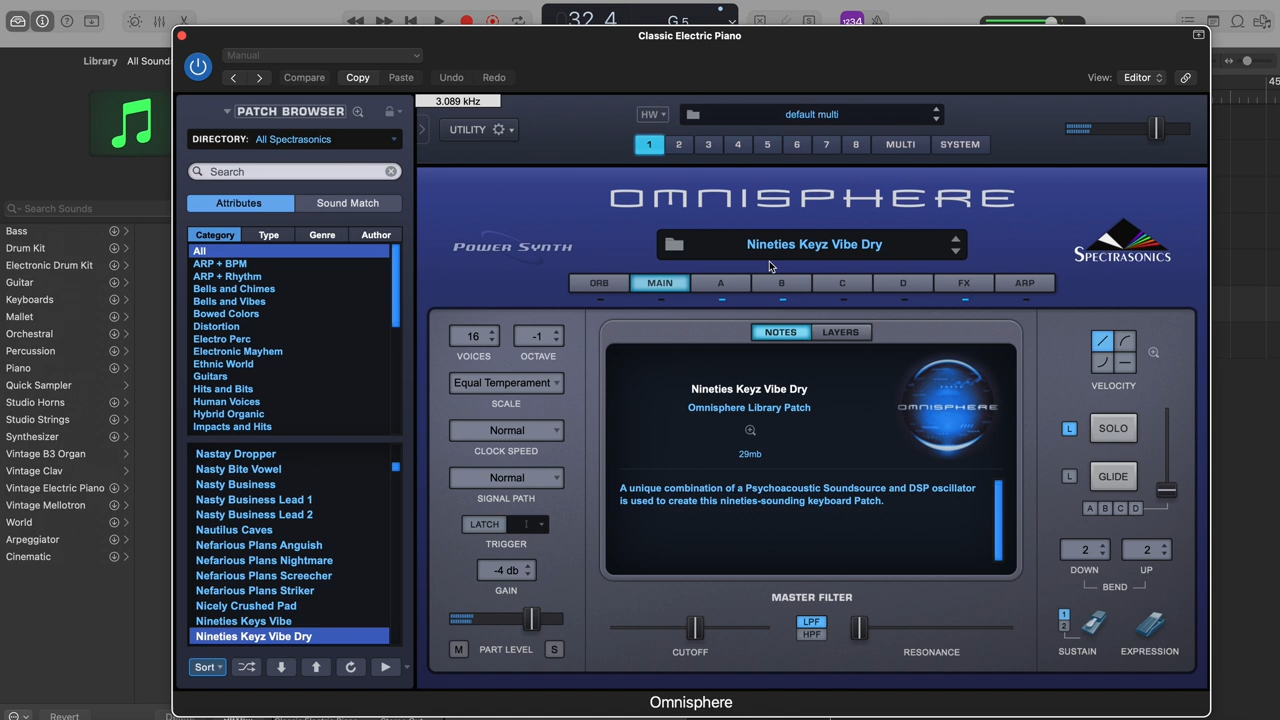 32 4
G 5
1234
Classic Electric Piano
Library
All Sound
Manual
Compare
Copy
Paste
Undo
Redo
View:
Editor
45
3.089 kHz
PATCH BROWSER
HW
default multi
DIRECTORY: All Spectrasonics
UTILITY
1
2
3
4
5
6
7
8
MULTI
SYSTEM
Search
OMNISPHERE
Attributes
Sound Match
Search Sounds
Category
Type
Genre
Author
POWER SYNTH
Nineties Keyz Vibe Dry
SPECTRASONICS
Bass
Drum Kit
Electronic Drum Kit
Guitar
Keyboards
Mallet
Orchestral
Percussion
Piano
Quick Sampler
Studio Horns
Studio Strings
Synthesizer
Vintage B3 Organ
Vintage Clav
Vintage Electric Piano
Vintage Mellotron
World
Arpeggiator
Cinematic
All
ARP + BPM
ARP + Rhythm
Bells and Chimes
Bells and Vibes
Bowed Colors
Distortion
Electro Perc
Electronic Mayhem
Ethnic World
Guitars
Hits and Bits
Human Voices
Hybrid Organic
Impacts and Hits
ORB
MAIN
A
B
C
D
FX
ARP
16
-1
VOICES
OCTAVE
Equal Temperament
SCALE
Normal
CLOCK SPEED
Normal
SIGNAL PATH
LATCH
TRIGGER
-4 db
GAIN
M
PART LEVEL
S
NOTES
LAYERS
Nineties Keyz Vibe Dry
Omnisphere Library Patch
29mb
OMNISPHERE
A unique combination of a Psychoacoustic Soundsource and DSP oscillator
is used to create this nineties-sounding keyboard Patch.
MASTER FILTER
LPF
HPF
CUTOFF
RESONANCE
VELOCITY
L
SOLO
L
GLIDE
A B C D
2
2
DOWN
UP
BEND
1
2
SUSTAIN
EXPRESSION
Nastay Dropper
Nasty Bite Vowel
Nasty Business
Nasty Business Lead 1
Nasty Business Lead 2
Nautilus Caves
Nefarious Plans Anguish
Nefarious Plans Nightmare
Nefarious Plans Screecher
Nefarious Plans Striker
Nicely Crushed Pad
Nineties Keys Vibe
Nineties Keyz Vibe Dry
Sort
Omnisphere
Revert